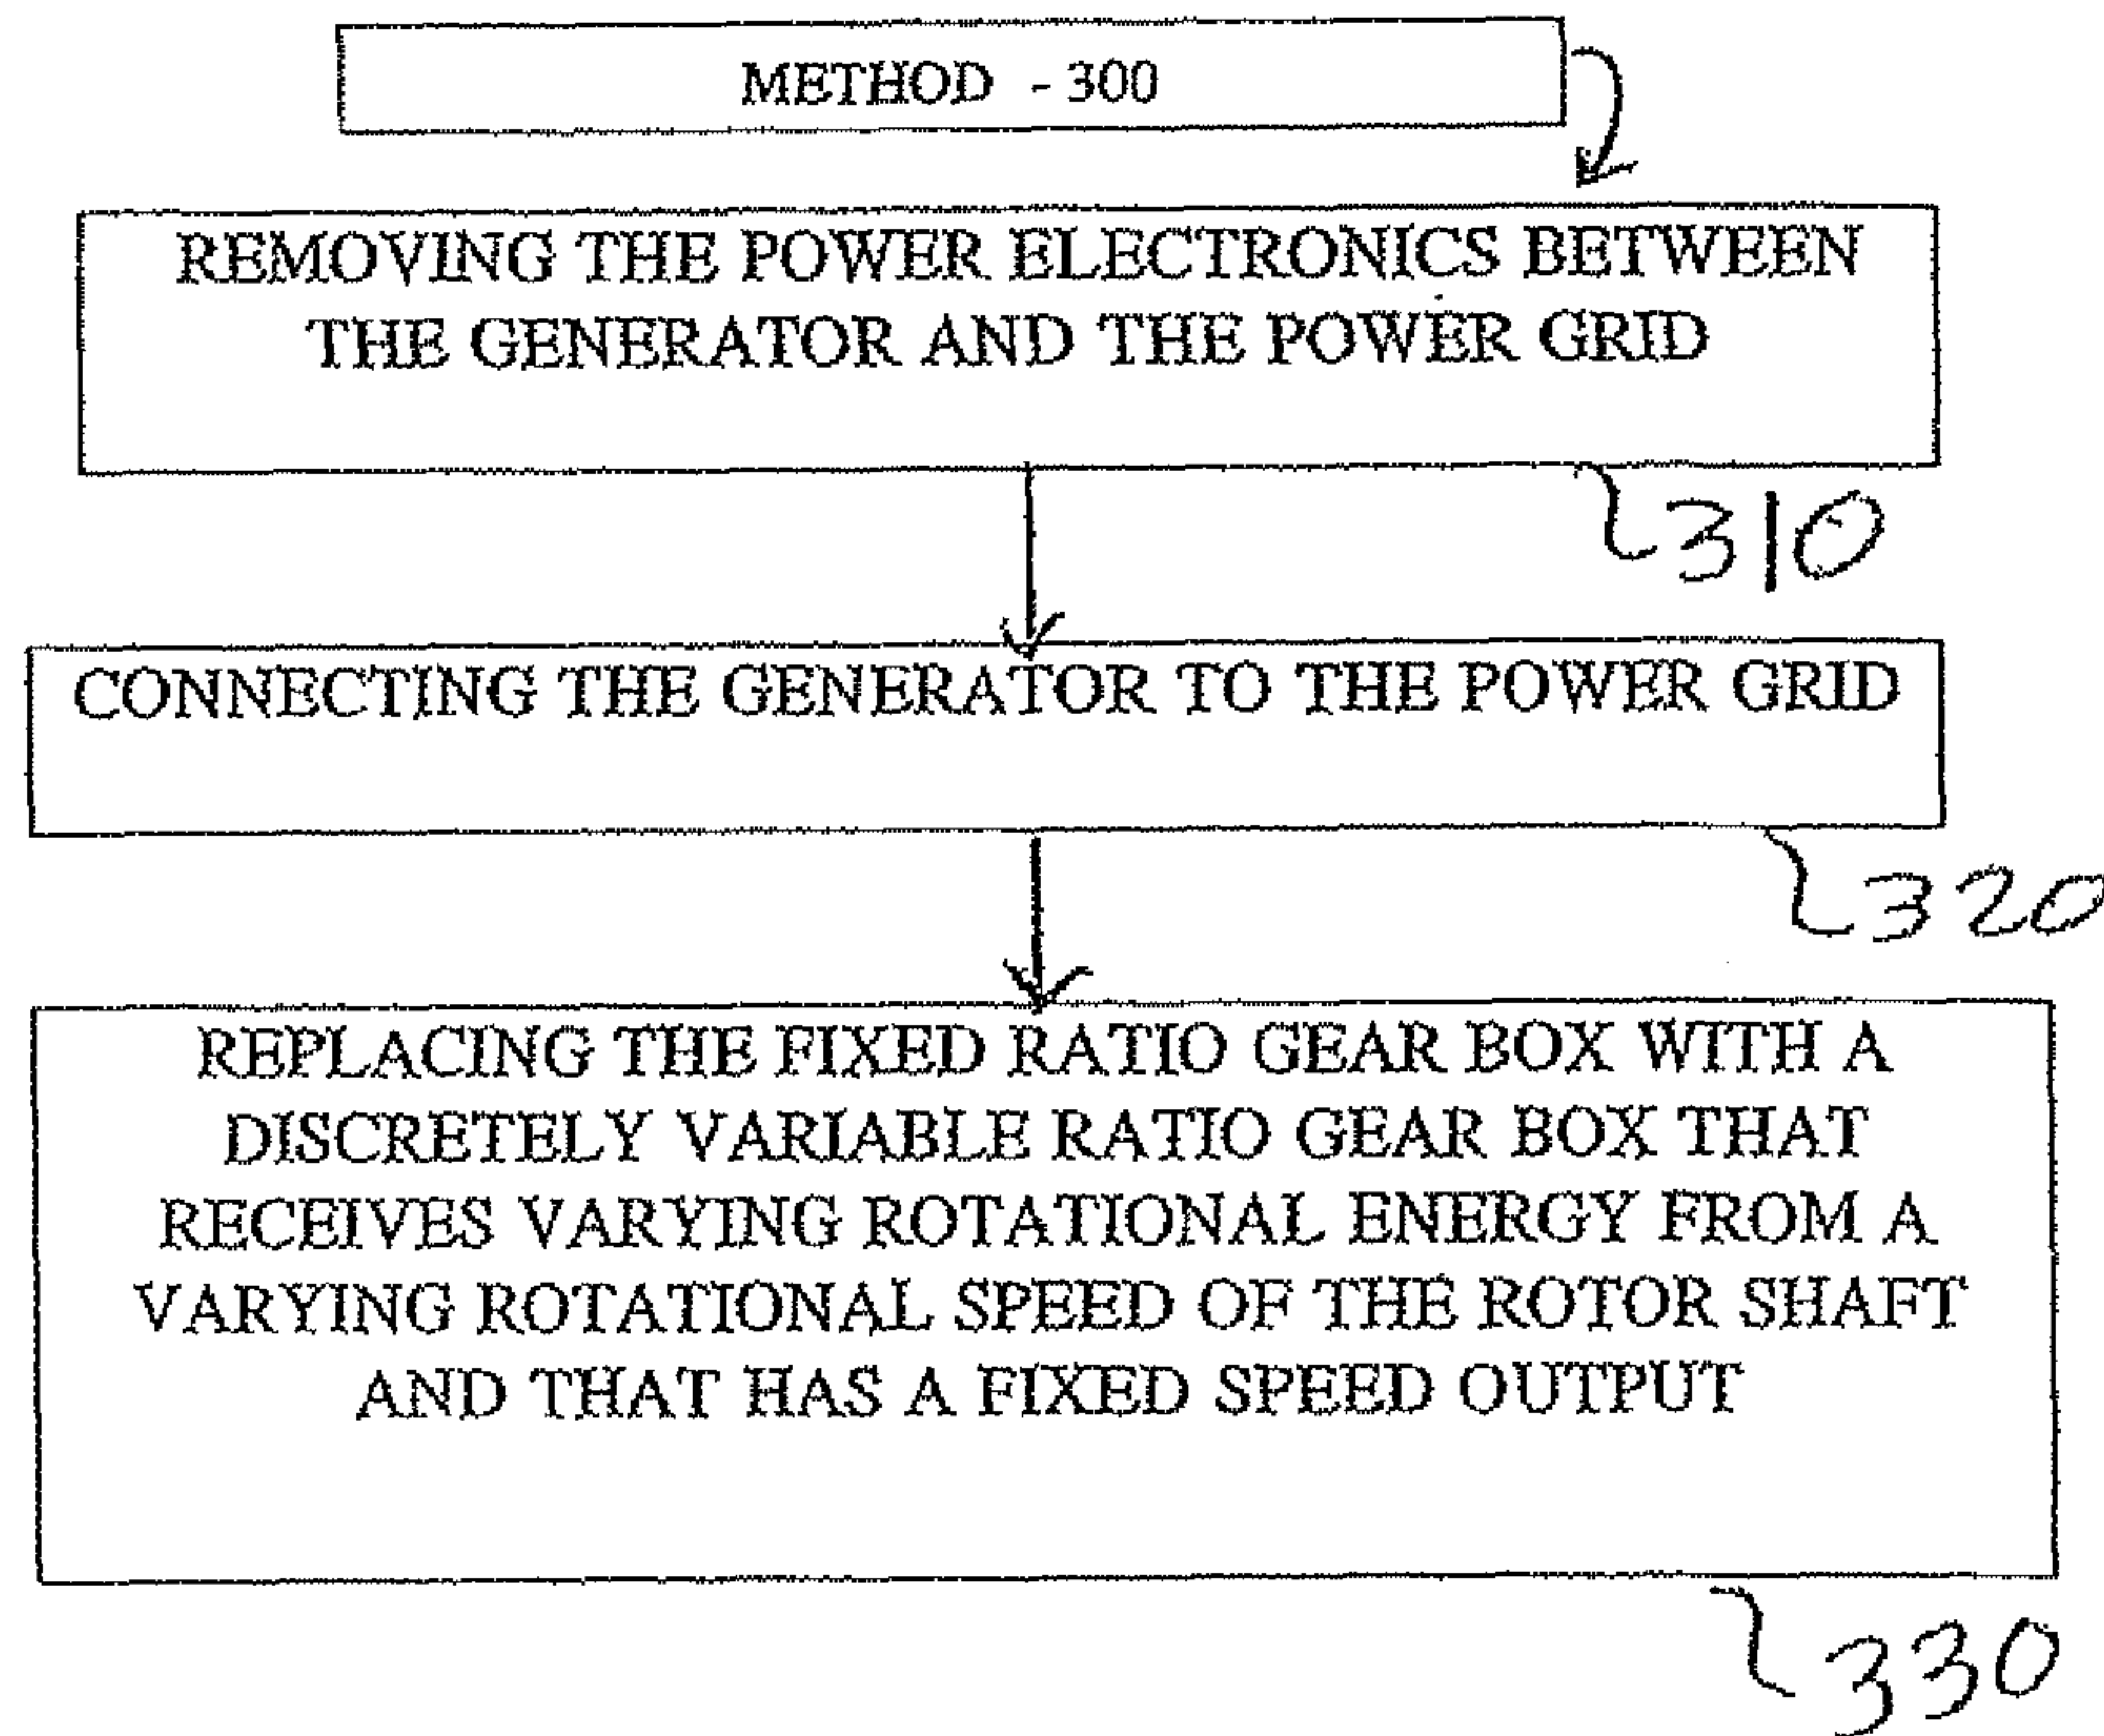 METHOD - 300
REMOVING THE POWER ELECTRONICS BETWEEN
THE GENERATOR AND THE POWER GRID
310
CONNECTING THE GENERATOR TO THE POWER GRID
320
REPLACING THE FIXED RATIO GEAR BOX WITH A
DISCRETELY VARIABLE RATIO GEAR BOX THAT
RECEIVES VARYING ROTATIONAL ENERGY FROM A
VARYING ROTATIONAL SPEED OF THE ROTOR SHAFT
AND THAT HAS A FIXED SPEED OUTPUT
330